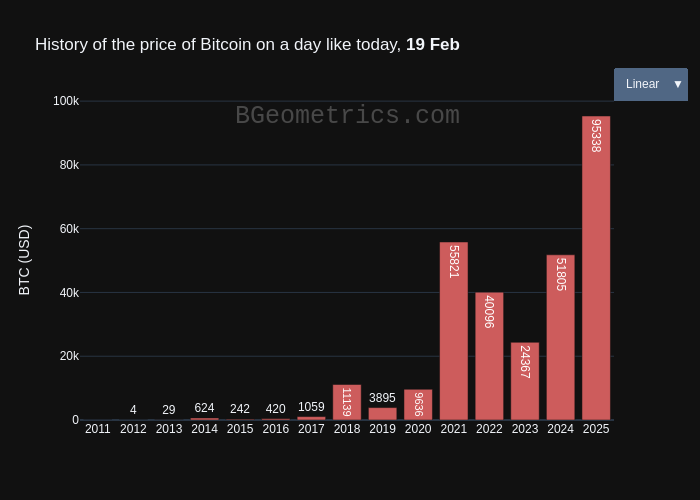 History of the price of Bitcoin on a day like today, 19 Feb
Linear ▼
BGeometrics.com
BTC (USD)
100k
80k
60k
40k
20k
0
4
29
624
242
420
1059
11139
3895
9636
55821
40096
24367
51805
95338
2011 2012 2013 2014 2015 2016 2017 2018 2019 2020 2021 2022 2023 2024 2025